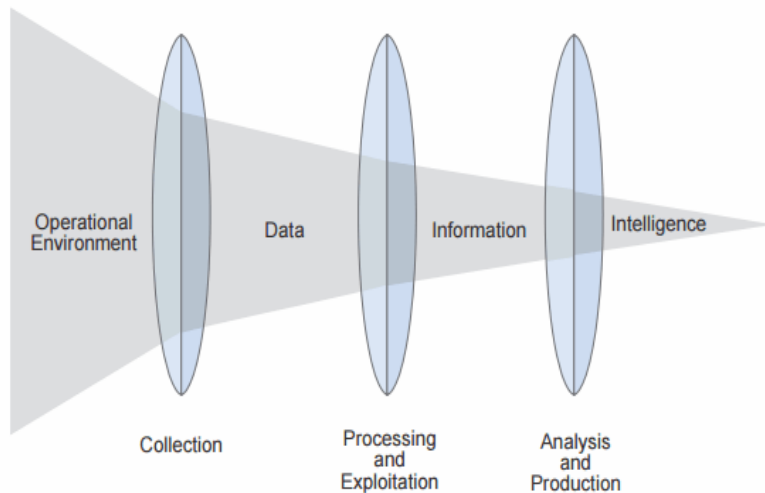 Operational
Environment
Data
Information
Intelligence
Collection
Processing
and
Exploitation
Analysis
and
Production